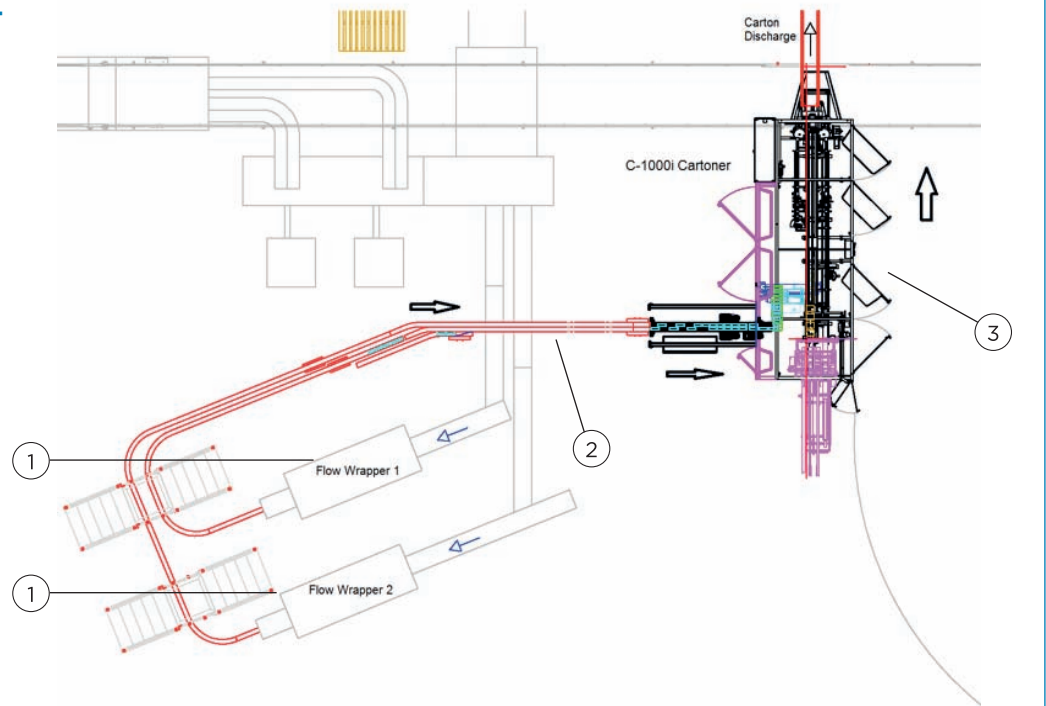 Carton
Discharge
C-1000i Cartoner
3
2
1
Flow Wrapper 1
1
Flow Wrapper 2